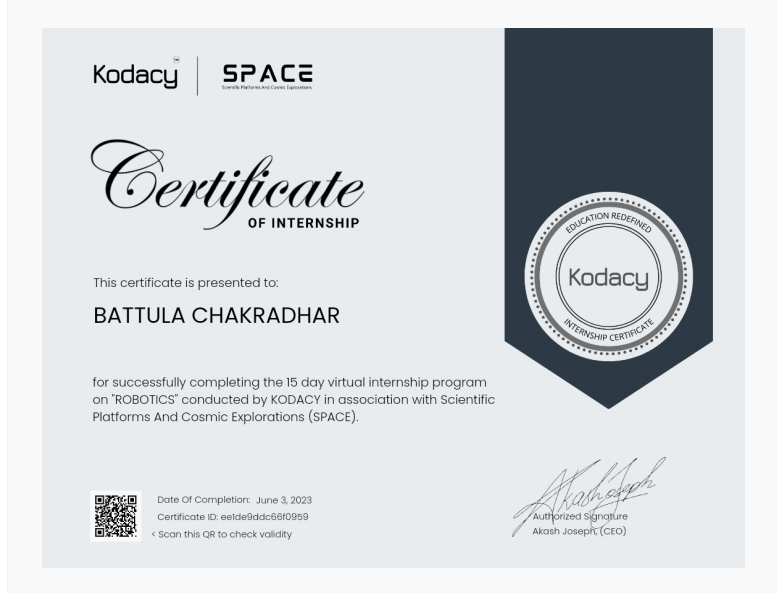 Kodacy
SPACE
Scientific Platforms And Cosmic Explorations
Certificate
OF INTERNSHIP
EDUCATION REDEFINED
Kodacy
INTERNSHIP CERTIFICATE
This certificate is presented to:
BATTULA CHAKRADHAR
for successfully completing the 15 day virtual internship program
on "ROBOTICS" conducted by KODACY in association with Scientific
Platforms And Cosmic Explorations (SPACE).
Date Of Completion: June 3, 2023
Certificate ID: ee1de9ddc66f0959
< Scan this QR to check validity
Akash Joseph
Authorized Signature
Akash Joseph, (CEO)